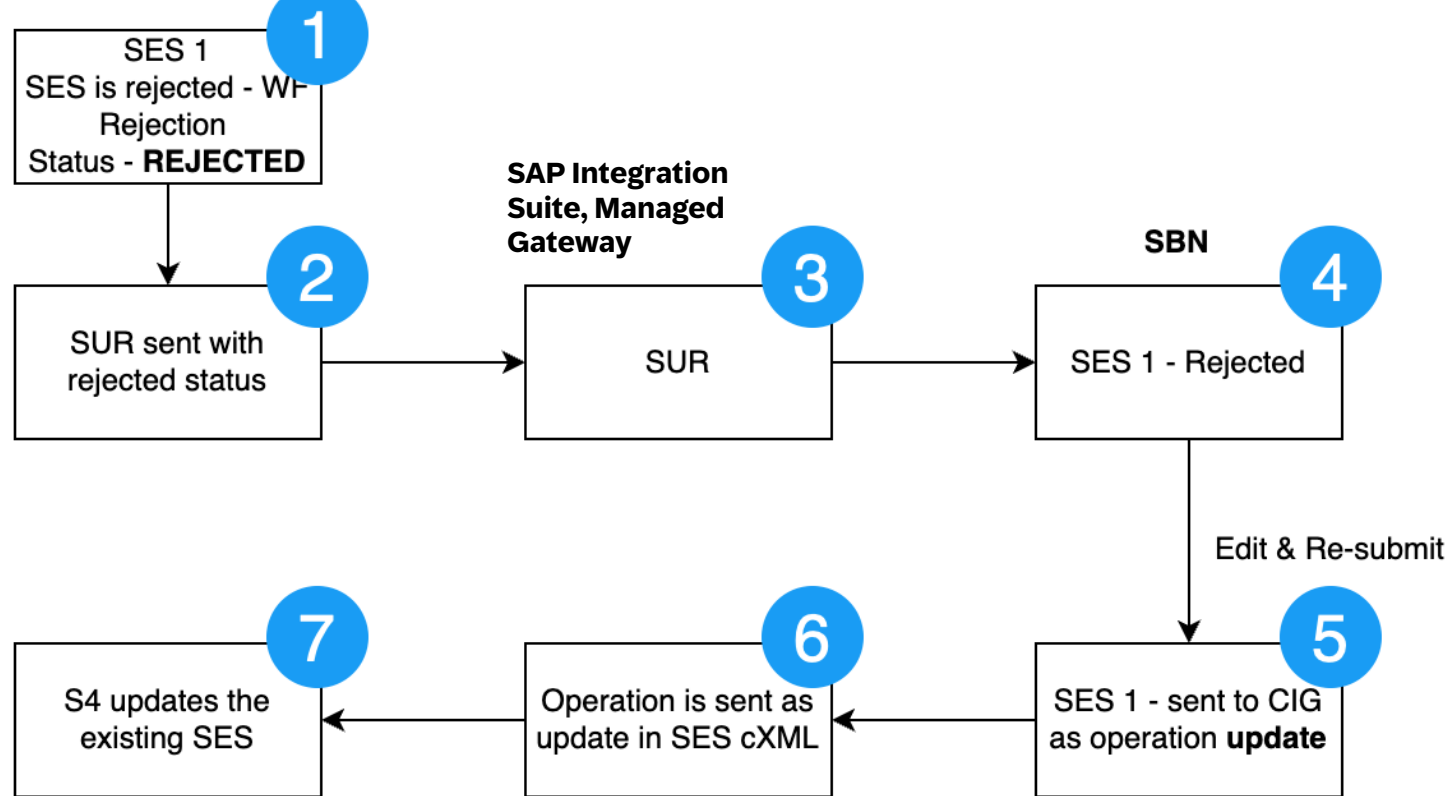 1
SES 1
SES is rejected - WF
Rejection
Status - REJECTED
2
SUR sent with
rejected status
SAP Integration
Suite, Managed
Gateway
3
SUR
SBN
4
SES 1 - Rejected
Edit & Re-submit
5
SES 1 - sent to CIG
as operation update
6
Operation is sent as
update in SES cXML
7
S4 updates the
existing SES